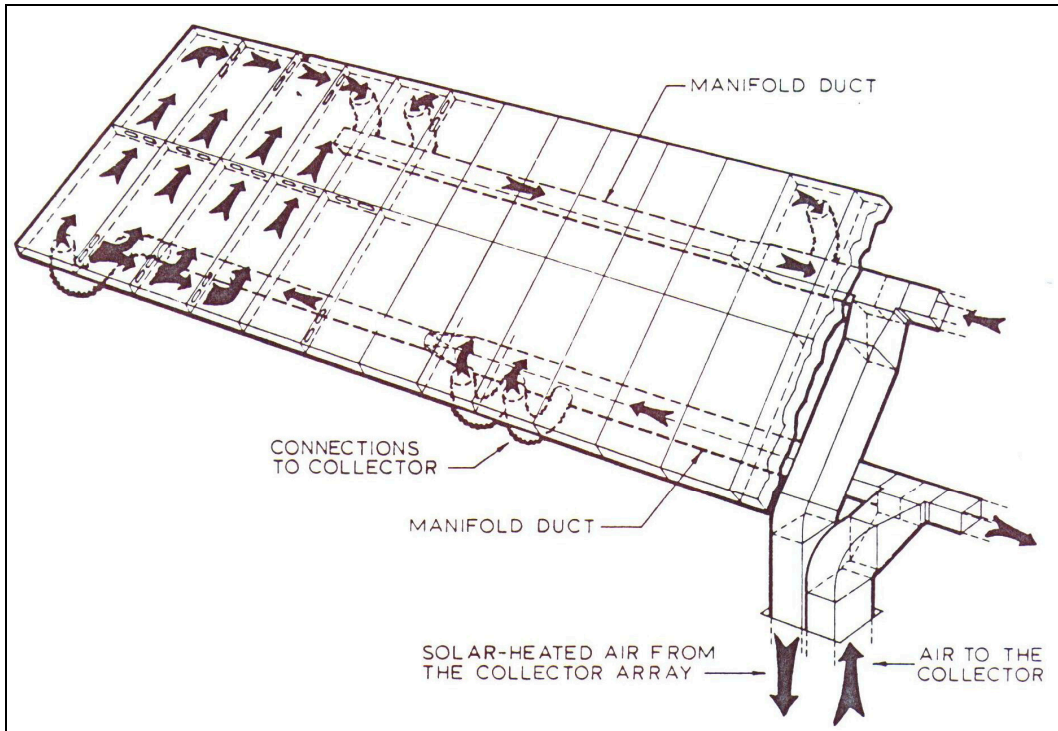 MANIFOLD DUCT
CONNECTIONS
TO COLLECTOR
MANIFOLD DUCT
SOLAR-HEATED AIR FROM
THE COLLECTOR ARRAY
AIR TO THE
COLLECTOR